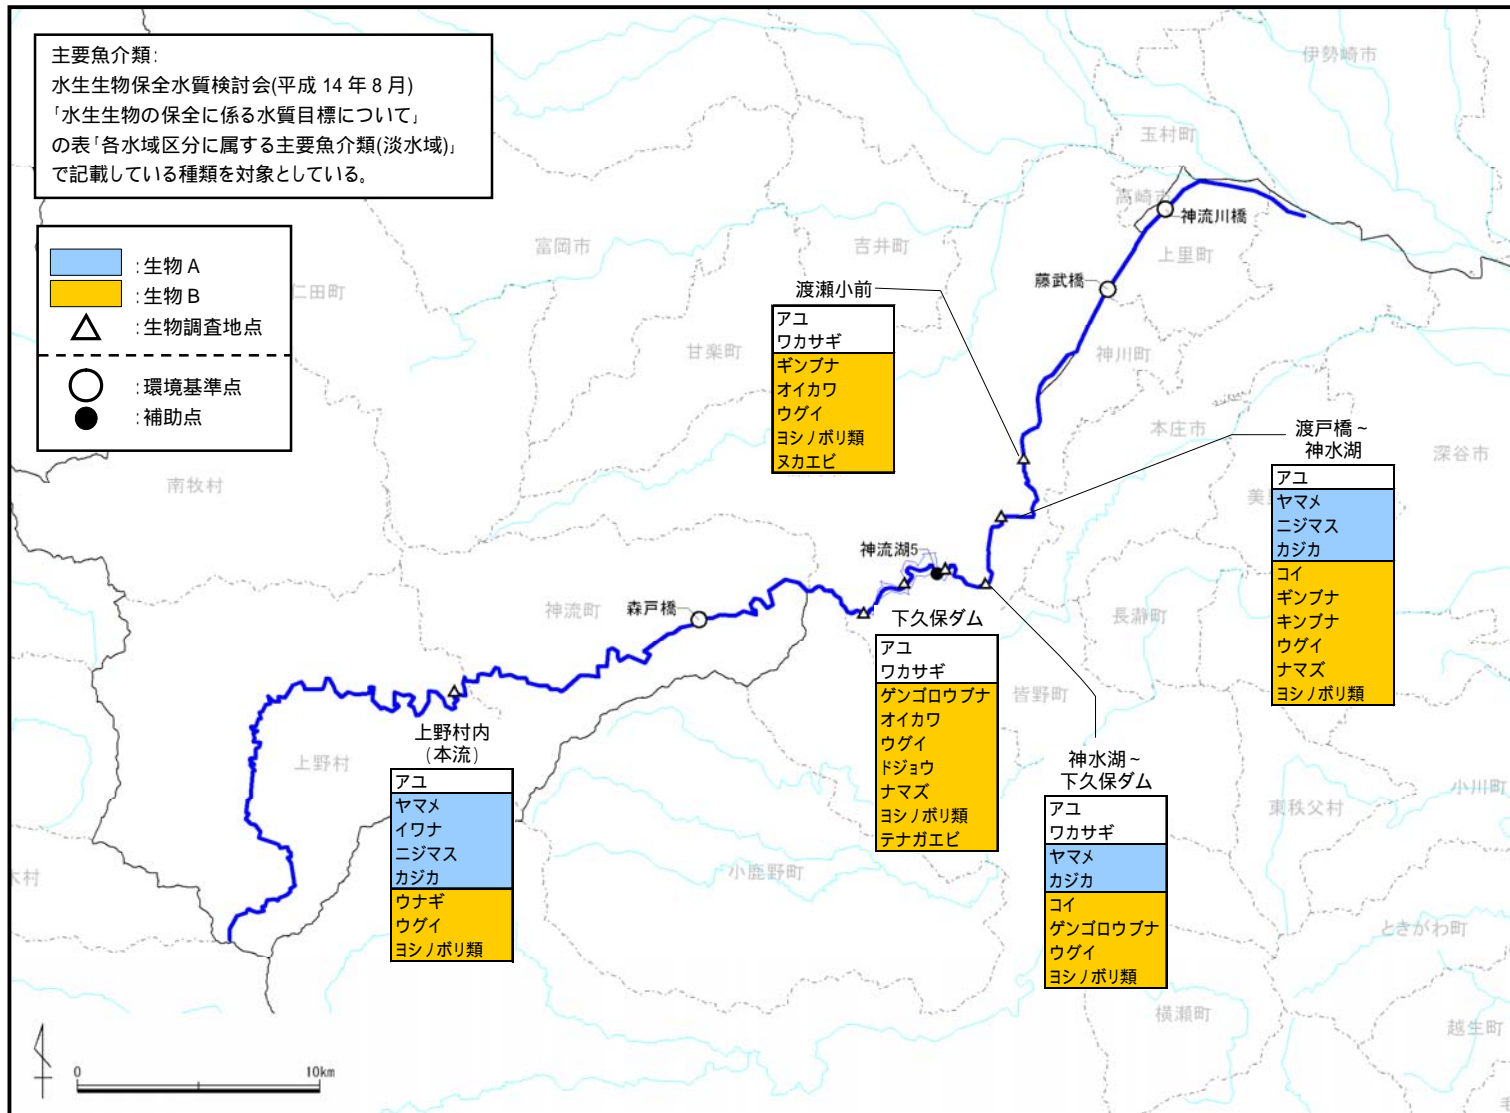 主要魚介類:
水生生物保全水質検討会(平成 14 年 8 月)
「水生生物の保全に係る水質目標について」
の表「各水域区分に属する主要魚介類(淡水域)」
で記載している種類を対象としている。
:生物 A
:生物 B
:生物調査地点
:環境基準点
:補助点
伊勢崎市
玉村町
高崎市
神流川橋
上里町
富岡市
吉井町
藤武橋
仁田町
甘楽町
神川町
渡瀬小前
アユ
ワカサギ
ギンブナ
オイカワ
ウグイ
ヨシノボリ類
ヌカエビ
本庄市
深谷市
渡戸橋~
神水湖
アユ
ヤマメ
ニジマス
カジカ
コイ
ギンブナ
キンブナ
ウグイ
ナマズ
ヨシノボリ類
南牧村
神流湖5
神流町
森戸橋
長瀞町
皆野町
下久保ダム
アユ
ワカサギ
ゲンゴロウブナ
オイカワ
ウグイ
ドジョウ
ナマズ
ヨシノボリ類
テナガエビ
上野村
上野村内
(本流)
アユ
ヤマメ
イワナ
ニジマス
カジカ
ウナギ
ウグイ
ヨシノボリ類
神水湖~
下久保ダム
アユ
ワカサギ
ヤマメ
カジカ
コイ
ゲンゴロウブナ
ウグイ
ヨシノボリ類
小川町
東秩父村
木村
小鹿野町
ときがわ町
横瀬町
越生町
0
10km